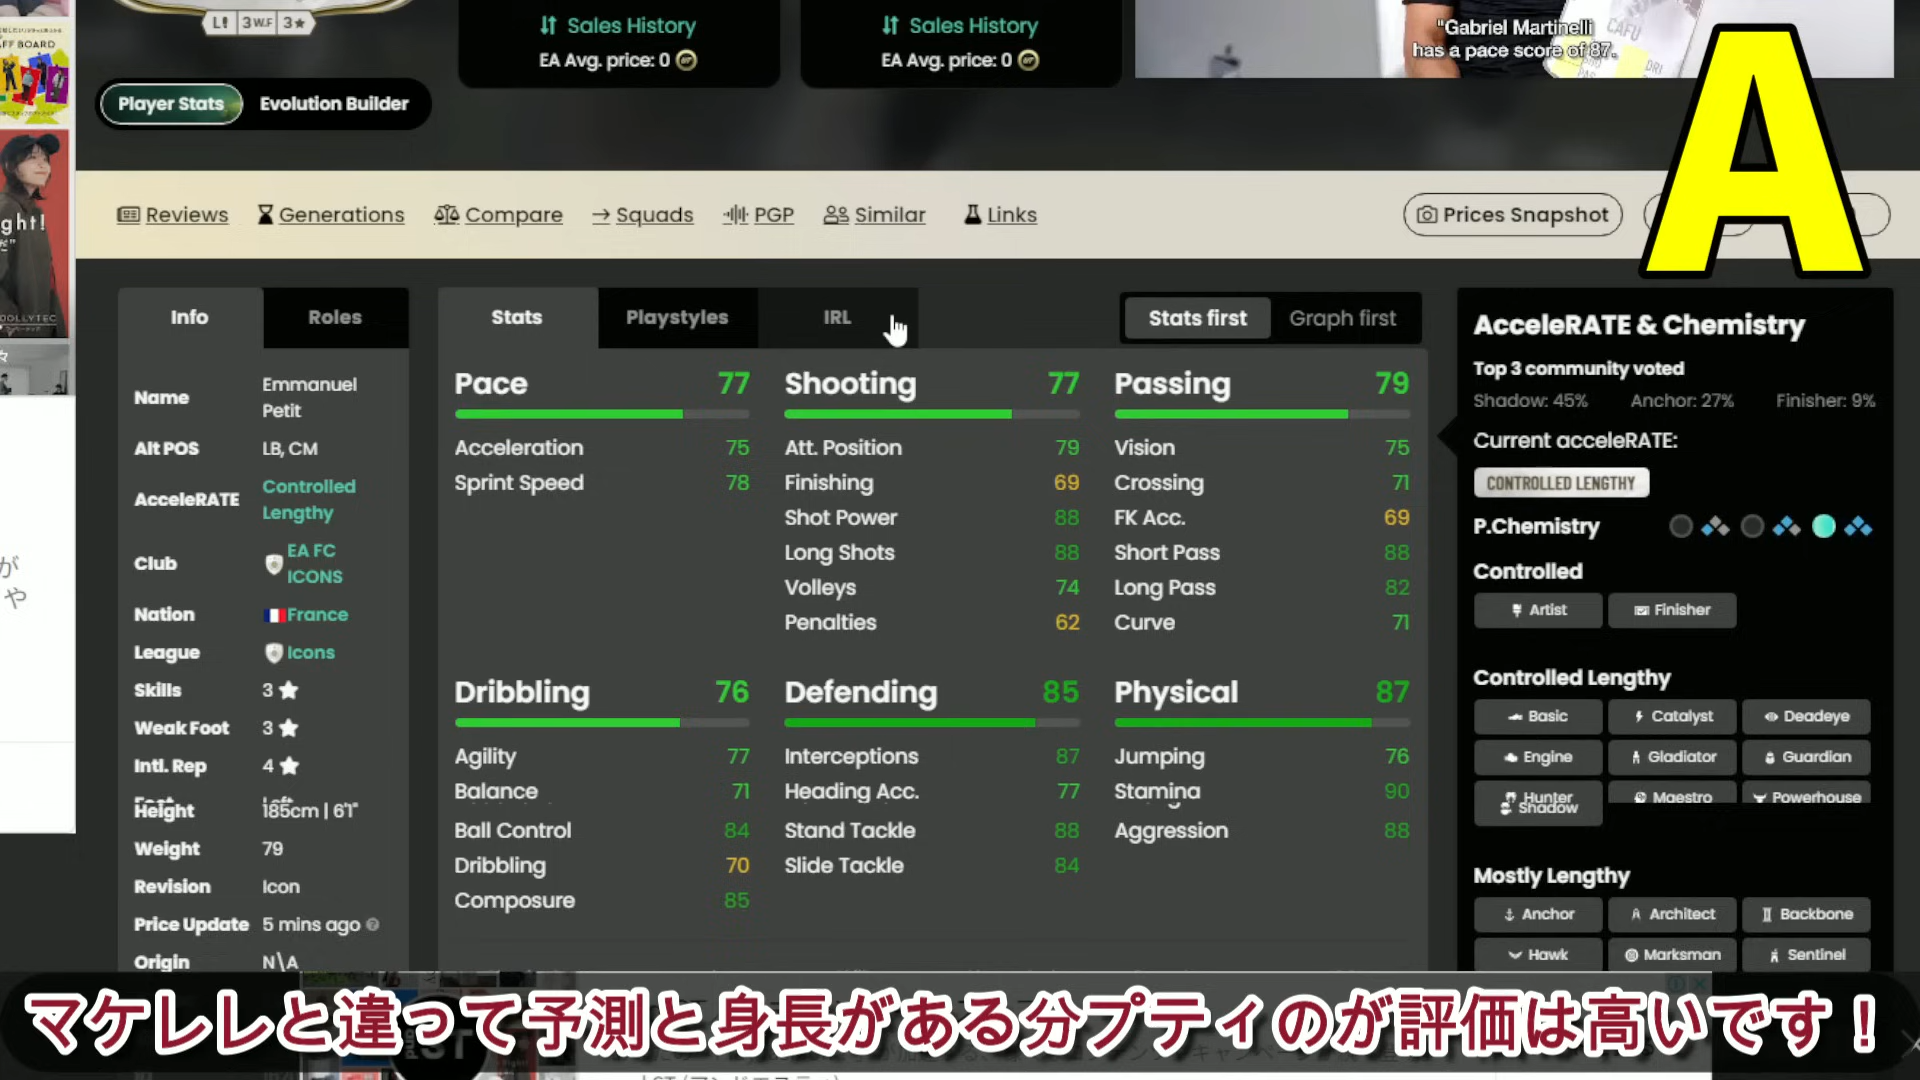 L 3 W.F 3★
Sales History
EA Avg. price: 0
Sales History
EA Avg. price: 0
"Gabriel Martinelli
has a pace score of 87.
CAFU
A
AFF BOARD
Player Stats
Evolution Builder
ght!
Reviews
Generations
Compare
Squads
PGP
Similar
Links
Prices Snapshot
Info
Roles
Name
Emmanuel
Petit
Alt POS
LB, CM
AcceleRATE
Controlled
Lengthy
Club
EA FC
ICONS
Nation
France
League
Icons
Skills
3 ★
Weak Foot
3 ★
Intl. Rep
4 ★
Height
185cm | 6'1"
Weight
79
Revision
Icon
Price Update
5 mins ago
Origin
N\A
Stats
Playstyles
IRL
Stats first
Graph first
Pace 77
Acceleration 75
Sprint Speed 78
Shooting 77
Att. Position 79
Finishing 69
Shot Power 88
Long Shots 88
Volleys 74
Penalties 62
Passing 79
Vision 75
Crossing 71
FK Acc. 69
Short Pass 88
Long Pass 82
Curve 71
Dribbling 76
Agility 77
Balance 71
Ball Control 84
Dribbling 70
Composure 85
Defending 85
Interceptions 87
Heading Acc. 77
Stand Tackle 88
Slide Tackle 84
Physical 87
Jumping 76
Stamina 90
Aggression 88
AcceleRATE & Chemistry
Top 3 community voted
Shadow: 45% Anchor: 27% Finisher: 9%
Current acceleRATE:
CONTROLLED LENGTHY
P.Chemistry
Controlled
Artist
Finisher
Controlled Lengthy
Basic
Catalyst
Deadeye
Engine
Gladiator
Guardian
Hunter
Shadow
Maestro
Powerhouse
Mostly Lengthy
Anchor
Architect
Backbone
Hawk
Marksman
Sentinel
が
や
マケレレと違って予測と身長がある分プティのが評価は高いです！